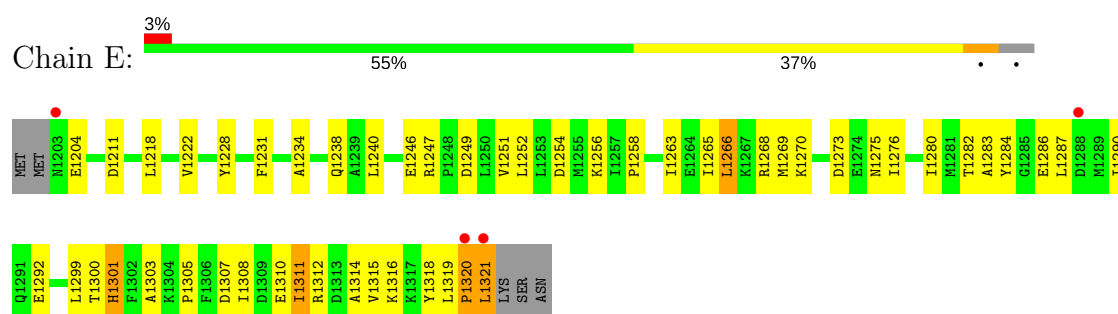 3%
Chain E:
55% 37% • •
MET MET N1203 E1204 D1211 L1218 V1222 Y1228 F1231 A1234 Q1238 A1239 L1240 E1246 R1247 P1248 D1249 L1250 V1251 L1252 L1253 D1254 M1255 K1256 I1257 P1258 I1263 E1264 I1265 L1266 K1267 R1268 M1269 K1270 D1273 E1274 N1275 I1276 I1280 M1281 T1282 A1283 Y1284 G1285 E1286 L1287 D1288 M1289 I1290
Q1291 E1292 L1299 T1300 H1301 F1302 A1303 K1304 P1305 F1306 D1307 I1308 D1309 E1310 I1311 R1312 D1313 A1314 V1315 K1316 K1317 Y1318 L1319 P1320 L1321 LYS SER ASN